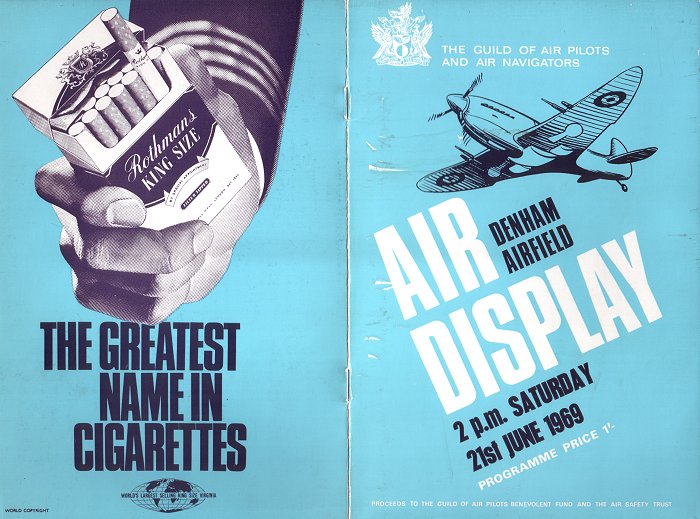 Rothmans
KING SIZE
THE GREATEST
NAME IN
CIGARETTES
WORLD'S LARGEST SELLING KING SIZE VIRGINIA
WORLD COPYRIGHT
THE GUILD OF AIR PILOTS
AND AIR NAVIGATORS
AIR
DENHAM
AIRFIELD
DISPLAY
2 p.m. SATURDAY
21st JUNE 1969
PROGRAMME PRICE 1/-
PROCEEDS TO THE GUILD OF AIR PILOTS BENEVOLENT FUND AND THE AIR SAFETY TRUST